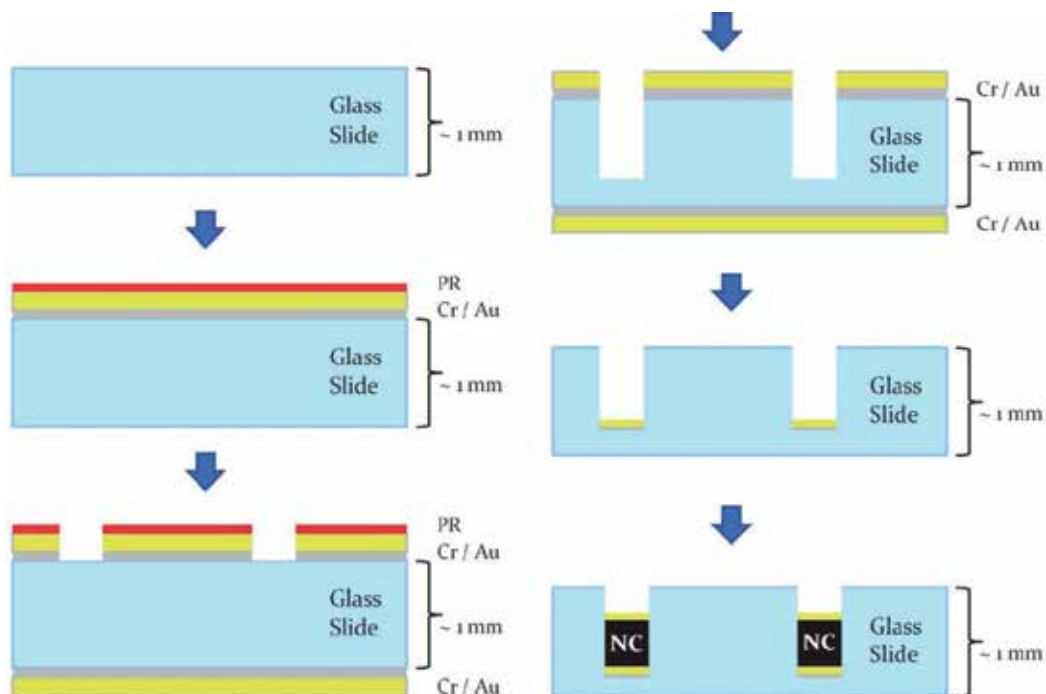 Glass
Slide
~ 1 mm
PR
Cr / Au
Glass
Slide
~ 1 mm
PR
Cr / Au
Glass
Slide
~ 1 mm
Cr / Au
Cr / Au
Glass
Slide
~ 1 mm
Cr / Au
Glass
Slide
~ 1 mm
NC
NC
Glass
Slide
~ 1 mm